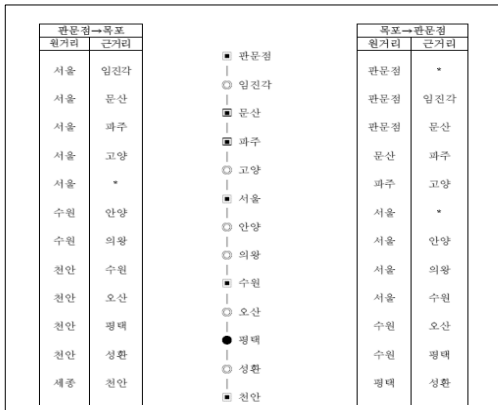 판문점→목포
원거리 근거리
서울 임진각
서울 문산
서울 파주
서울 고양
서울 *
수원 안양
수원 의왕
천안 수원
천안 오산
천안 평택
천안 성환
세종 천안
판문점
임진각
문산
파주
고양
서울
안양
의왕
수원
오산
평택
성환
천안
목포→판문점
원거리 근거리
판문점 *
판문점 임진각
판문점 문산
문산 파주
파주 고양
서울 *
서울 안양
서울 의왕
서울 수원
수원 오산
수원 평택
평택 성환